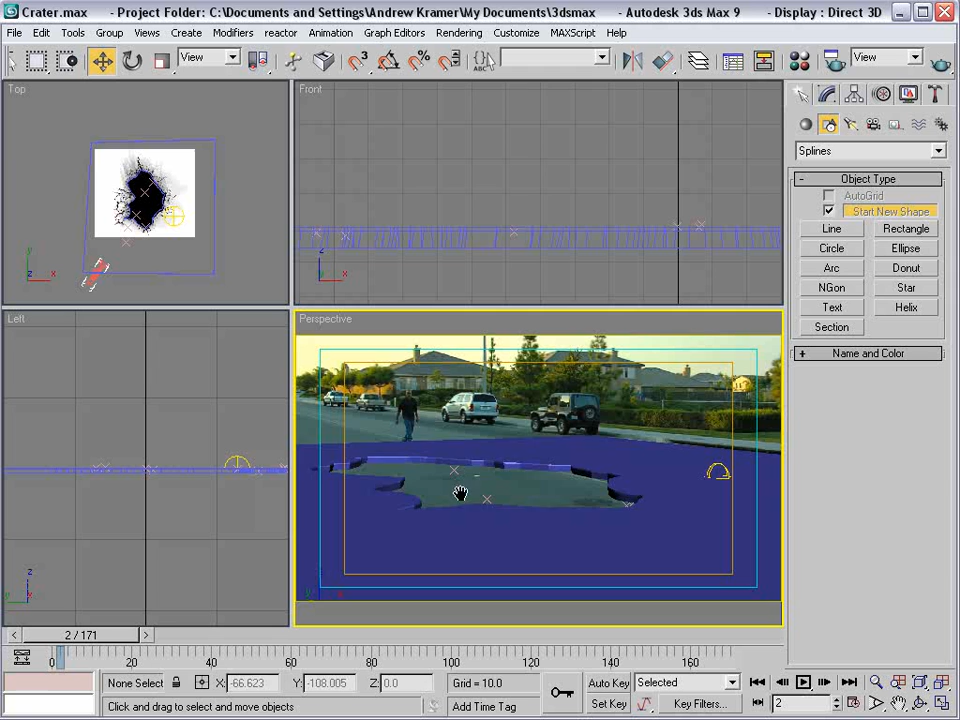 Crater.max - Project Folder: C:\Documents and Settings\Andrew Kramer\My Documents\3dsmax - Autodesk 3ds Max 9 - Display : Direct 3D
File Edit Tools Group Views Create Modifiers reactor Animation Graph Editors Rendering Customize MAXScript Help
View 3 % ABC View
Top
Front
Left
Perspective
Splines
- Object Type
AutoGrid
Start New Shape
Line Rectangle
Circle Ellipse
Arc Donut
NGon Star
Text Helix
Section
+ Name and Color
y z x
z x
z y
< 2 / 171 >
0 20 40 60 80 100 120 140 160
None Select X: -66.623 Y: -108.005 Z: 0.0 Grid = 10.0 Auto Key Selected
Click and drag to select and move objects Add Time Tag Set Key Key Filters... 2